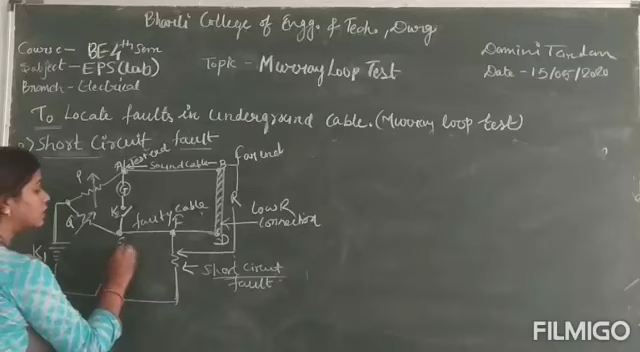 Bharti College of Engg. & Tech., Durg
Course - BE 4th Sem
Subject - EPS (Lab)
Branch - Electrical
Topic - Murray Loop Test
Damini Tandan
Date - 15/05/2020
To Locate faults in underground cable. (Murray loop test)
Short Circuit fault
P
A
Test end
Sound Cable
B
far end
G
K
Q
faulty cable
F
R
Low R
Connection
D
K1
Short Circuit
fault
FILMIGO